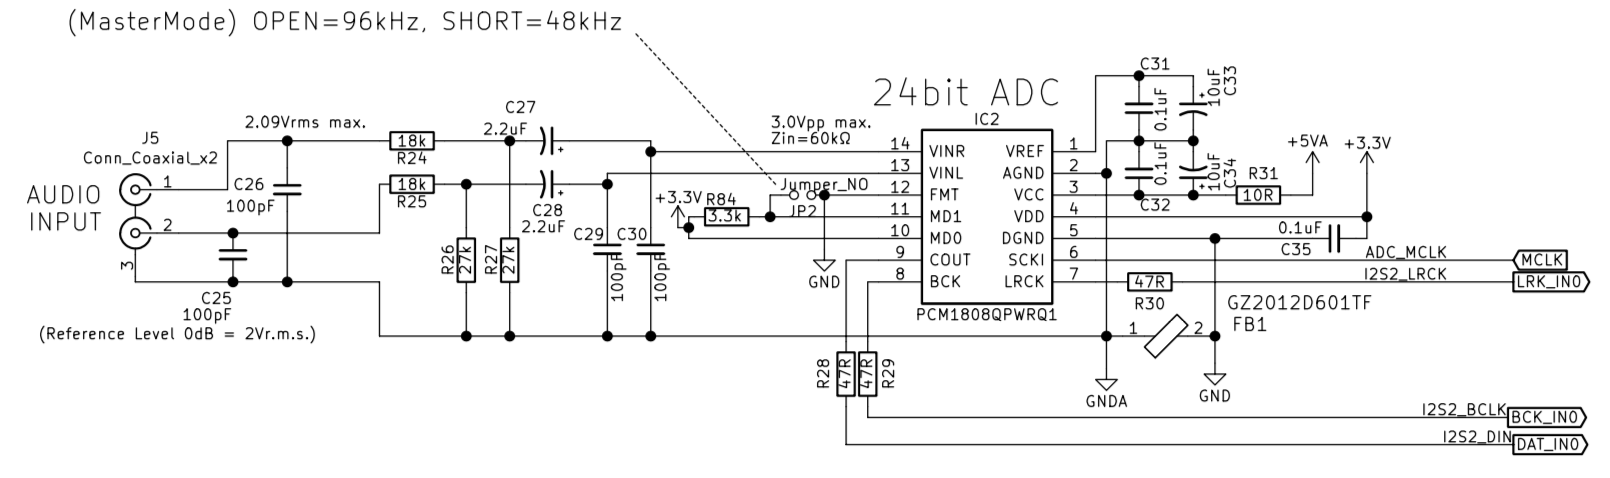 (MasterMode) OPEN=96kHz, SHORT=48kHz
24bit ADC
IC2
J5
Conn_Coaxial_x2
AUDIO
INPUT
1
2
3
2.09Vrms max.
C26
100pF
C25
100pF
(Reference Level 0dB = 2Vr.m.s.)
18k
R24
18k
R25
C27
2.2uF
+
C28
2.2uF
+
R26
27k
R27
27k
C29
100pF
C30
100pF
3.0Vpp max.
Zin=60kΩ
Jumper_NO
JP2
+3.3V
R84
3.3k
GND
14 VINR VREF 1
13 VINL AGND 2
12 FMT VCC 3
11 MD1 VDD 4
10 MD0 DGND 5
9 COUT SCKI 6
8 BCK LRCK 7
PCM1808QPWRQ1
C31
0.1uF
+
10uF
C33
0.1uF
C32
+
10uF
C34
R31
10R
+5VA
+3.3V
0.1uF
C35
ADC_MCLK
MCLK
I2S2_LRCK
LRK_IN0
47R
R30
GZ2012D601TF
FB1
1
2
GNDA
GND
R28
47R
47R
R29
I2S2_BCLK
BCK_IN0
I2S2_DIN
DAT_IN0